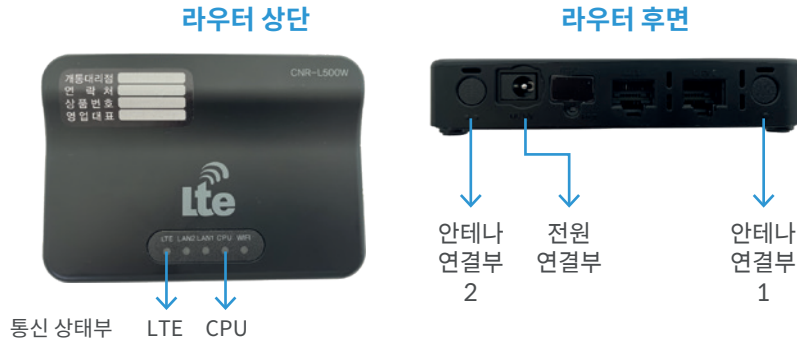 라우터 상단
라우터 후면
개통대리점
연 락 처
상품번호
영업대표
CNR-L500W
Lte
LTE LAN2 LAN1 CPU WIFI
안테나
연결부
2
전원
연결부
안테나
연결부
1
통신 상태부 LTE CPU